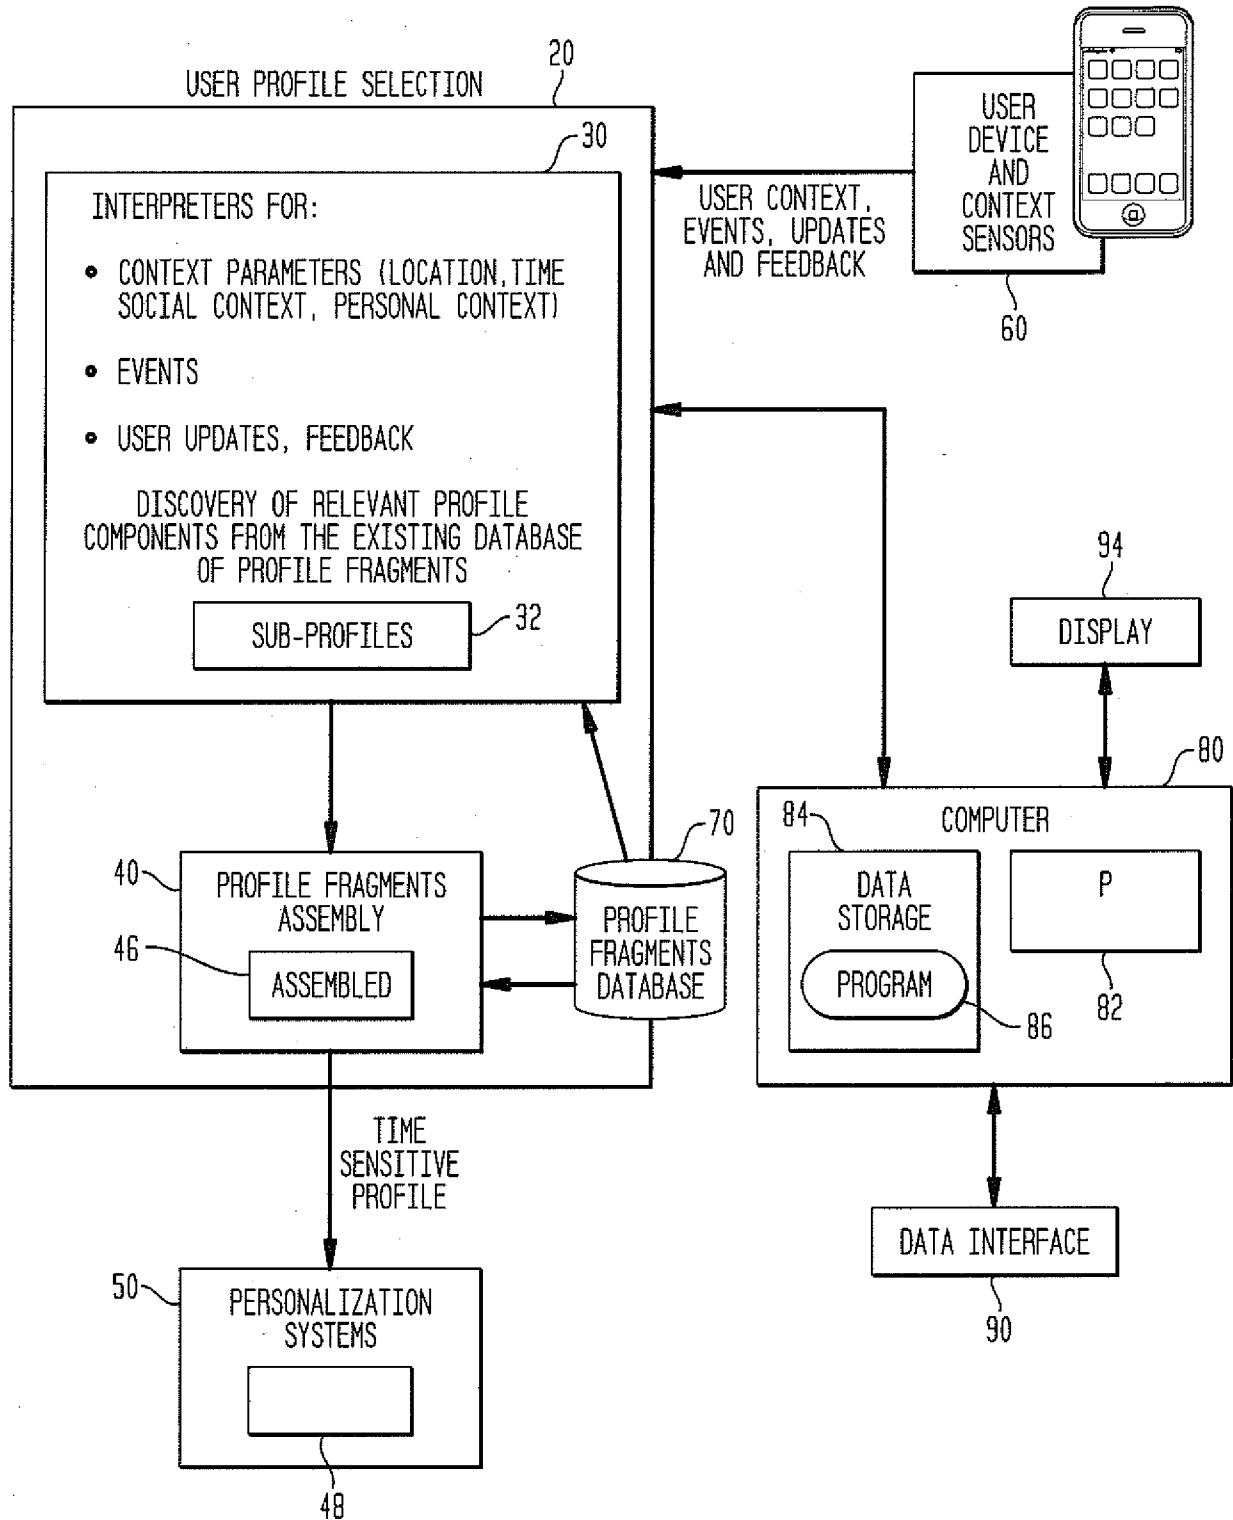 20
USER PROFILE SELECTION
30
INTERPRETERS FOR:
• CONTEXT PARAMETERS (LOCATION,TIME
SOCIAL CONTEXT, PERSONAL CONTEXT)
• EVENTS
• USER UPDATES, FEEDBACK
DISCOVERY OF RELEVANT PROFILE
COMPONENTS FROM THE EXISTING DATABASE
OF PROFILE FRAGMENTS
SUB-PROFILES
32
USER
DEVICE
AND
CONTEXT
SENSORS
60
USER CONTEXT,
EVENTS, UPDATES
AND FEEDBACK
94
DISPLAY
40
PROFILE FRAGMENTS
ASSEMBLY
46
ASSEMBLED
70
PROFILE
FRAGMENTS
DATABASE
80
COMPUTER
84
DATA
STORAGE
PROGRAM
86
P
82
TIME
SENSITIVE
PROFILE
DATA INTERFACE
90
50
PERSONALIZATION
SYSTEMS
48